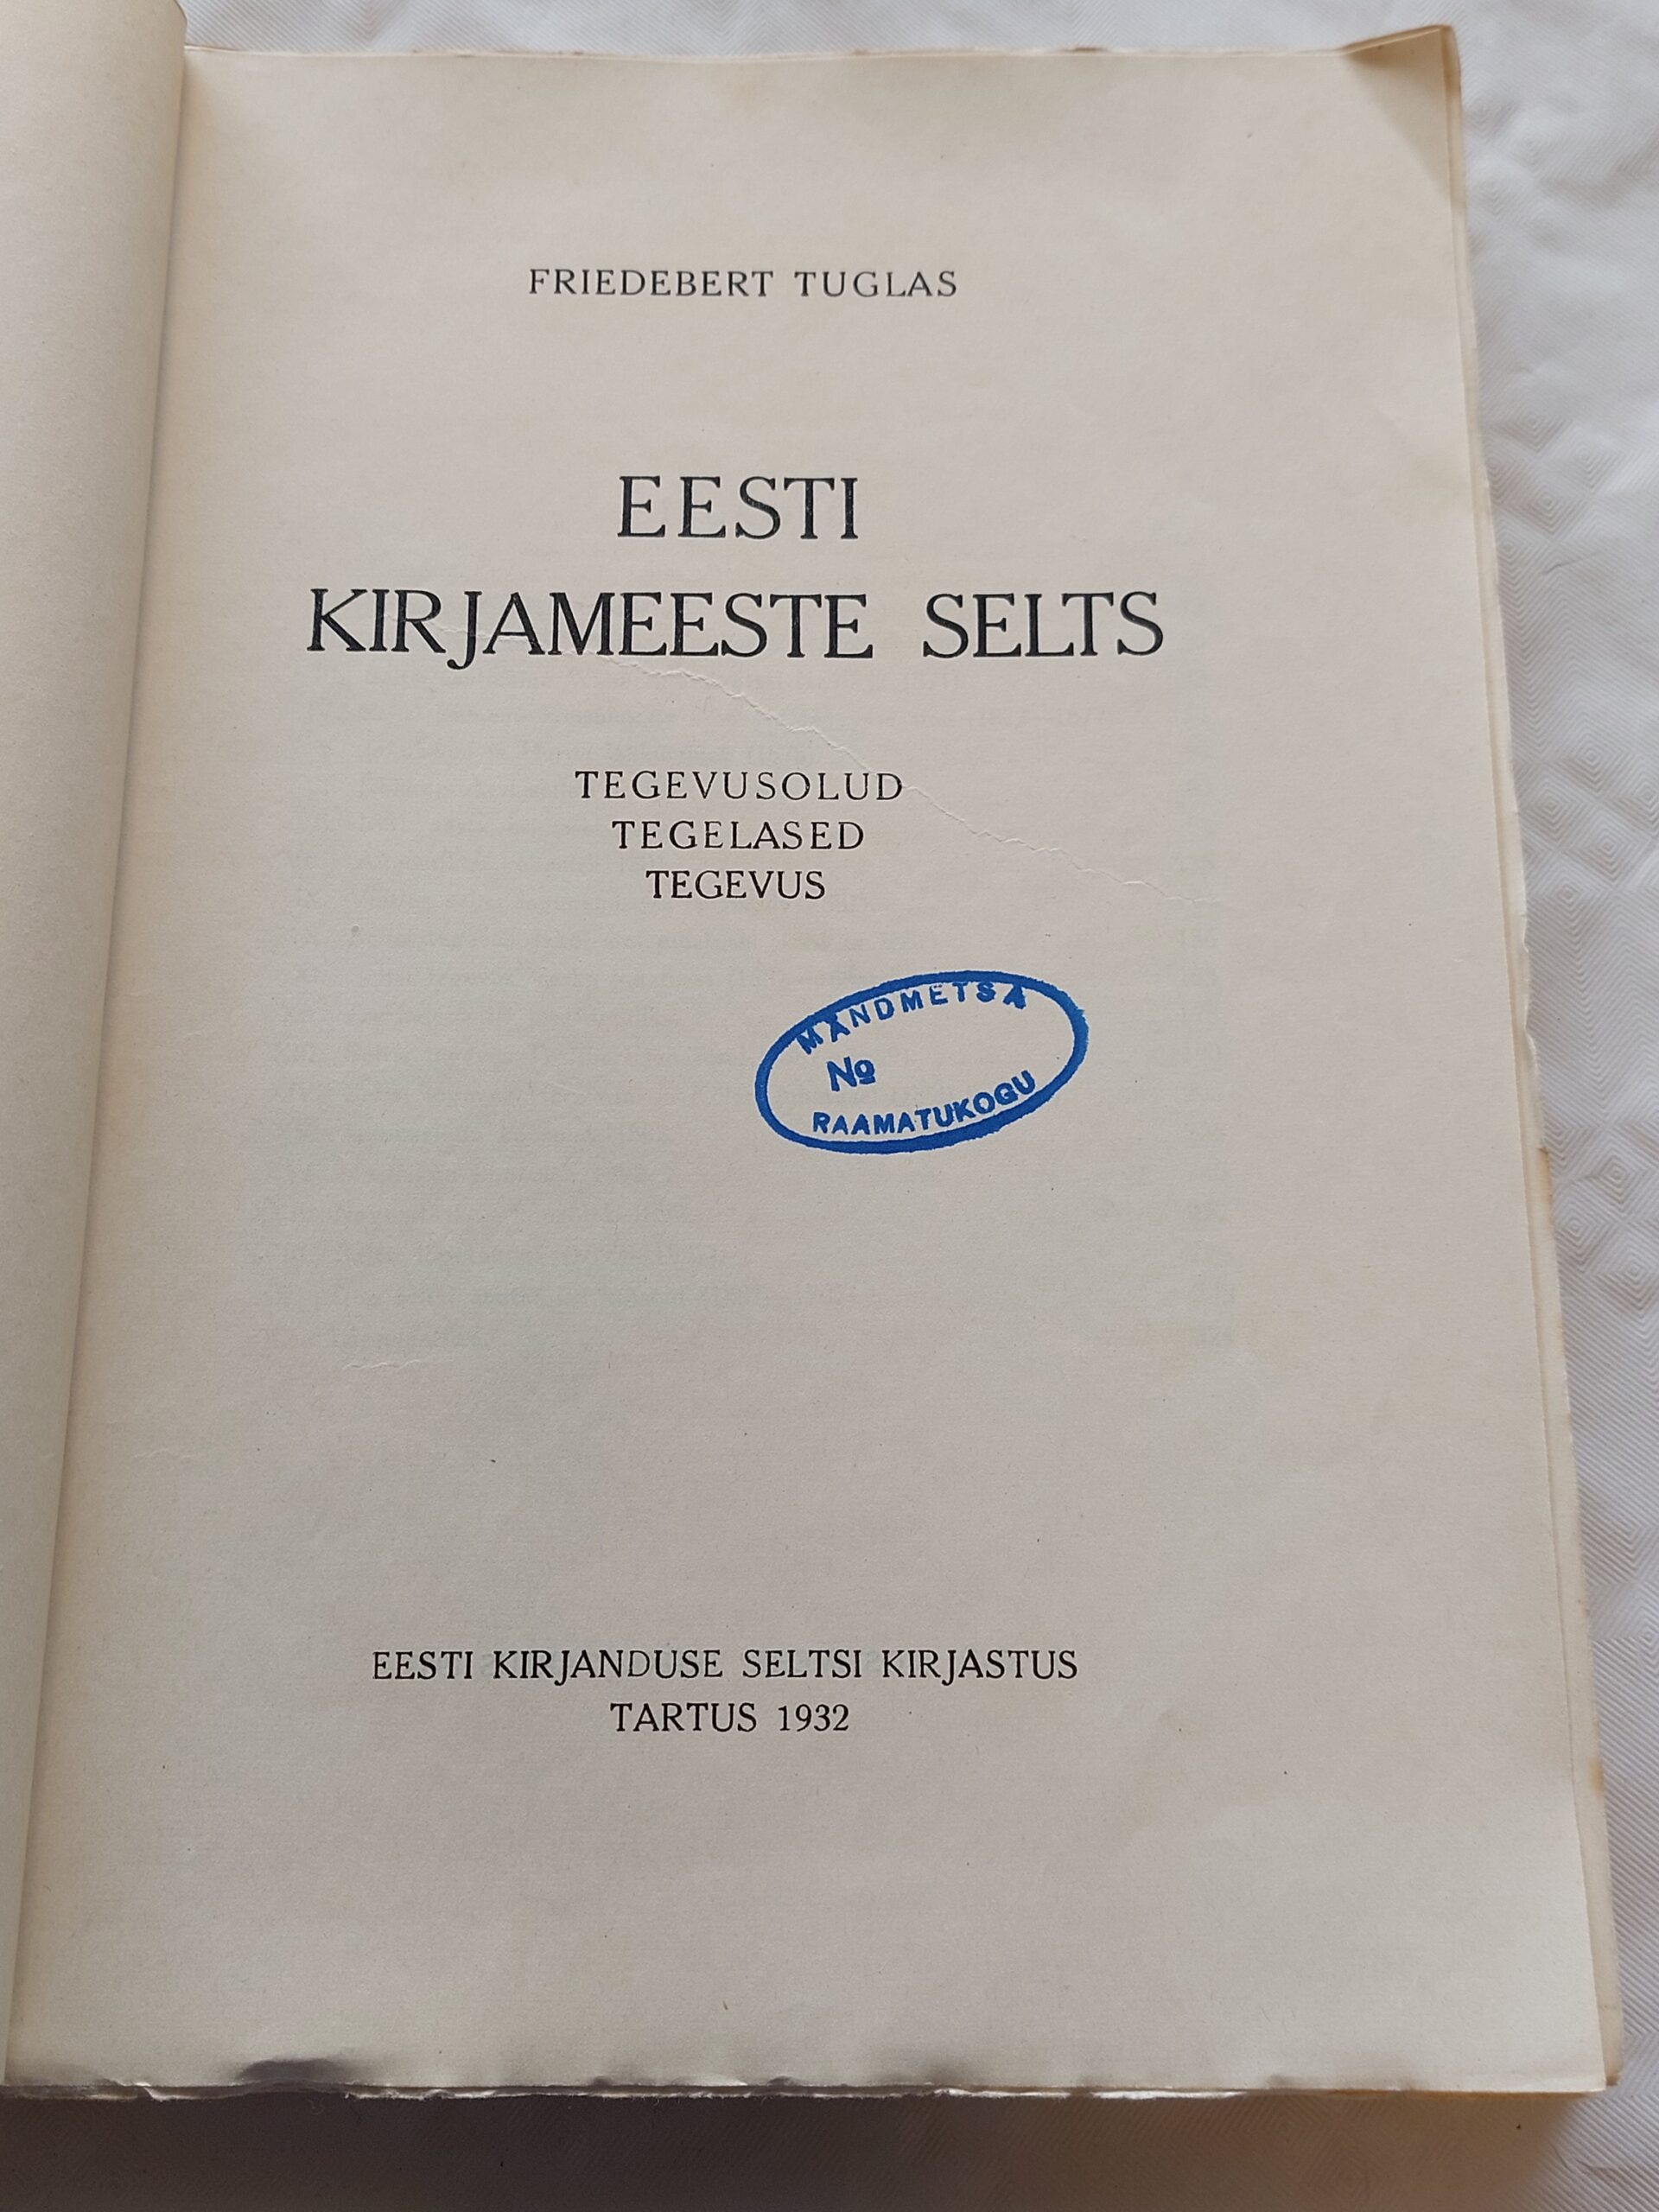 FRIEDEBERT TUGLAS
EESTI
KIRJAMEESTE SELTS
TEGEVUSOLUD
TEGELASED
TEGEVUS
MÄNDMETSA
№
RAAMATUKOGU
EESTI KIRJANDUSE SELTSI KIRJASTUS
TARTUS 1932